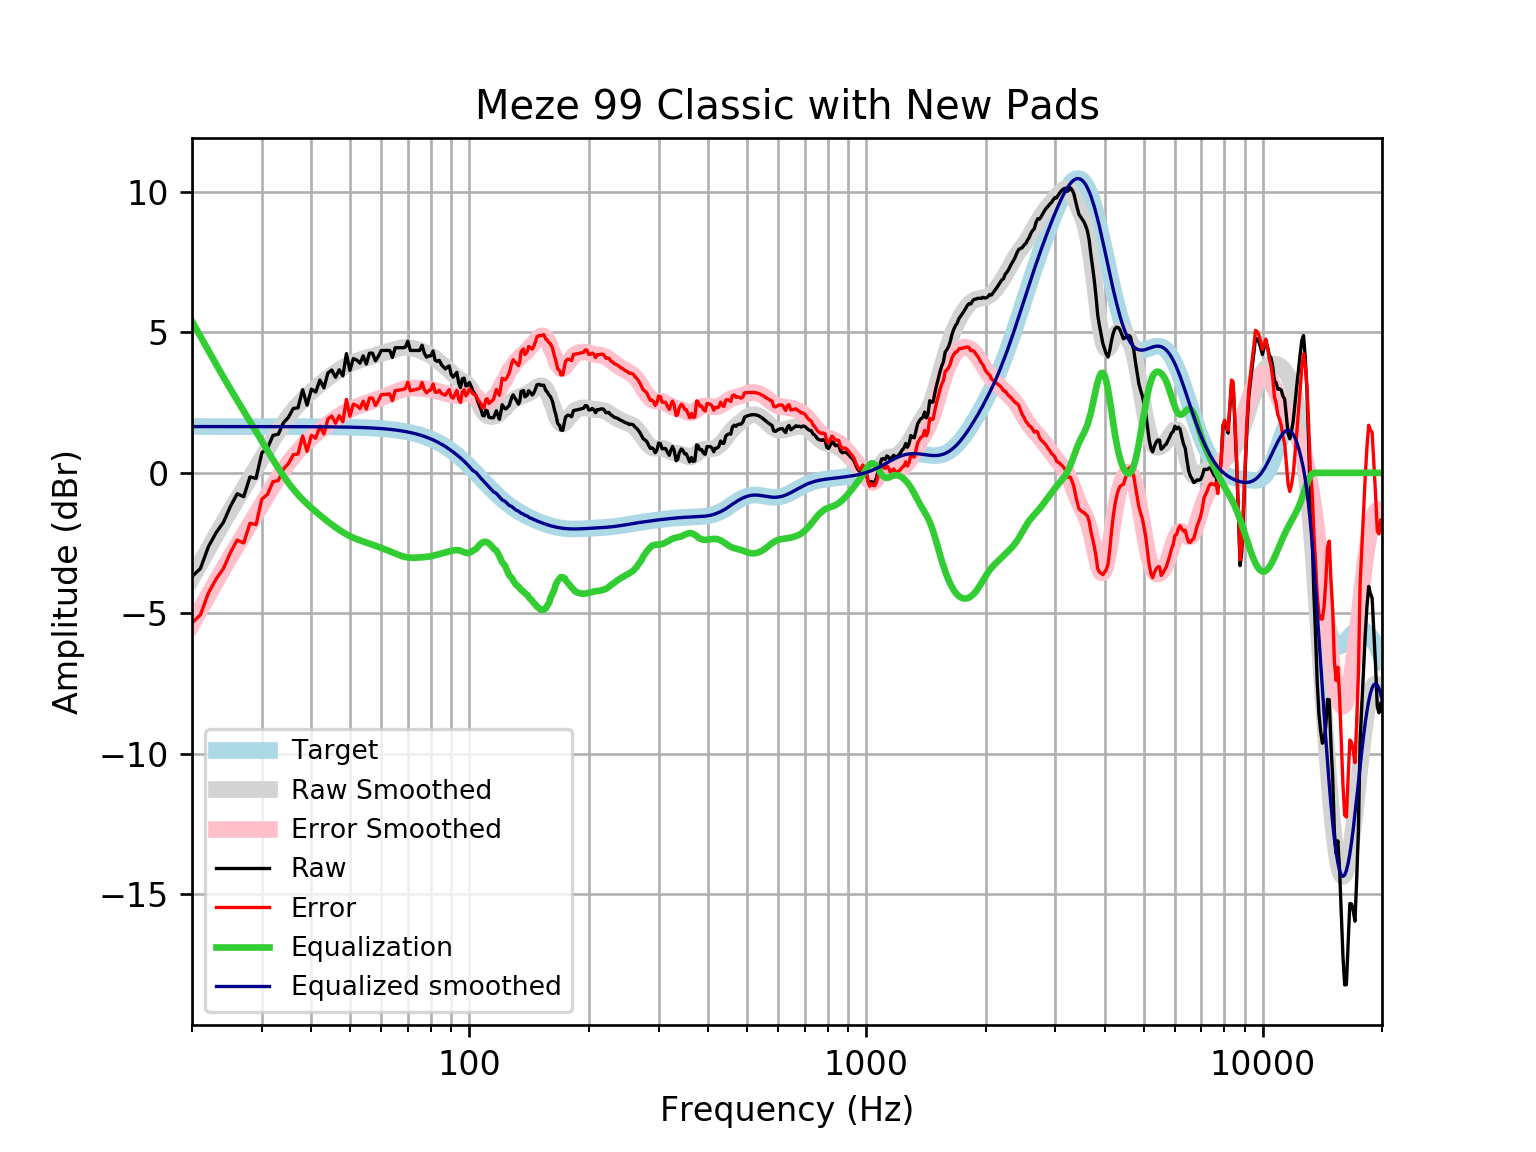 Meze 99 Classic with New Pads
Amplitude (dBr)
10
5
0
−5
−10
−15
Target
Raw Smoothed
Error Smoothed
Raw
Error
Equalization
Equalized smoothed
100
1000
10000
Frequency (Hz)